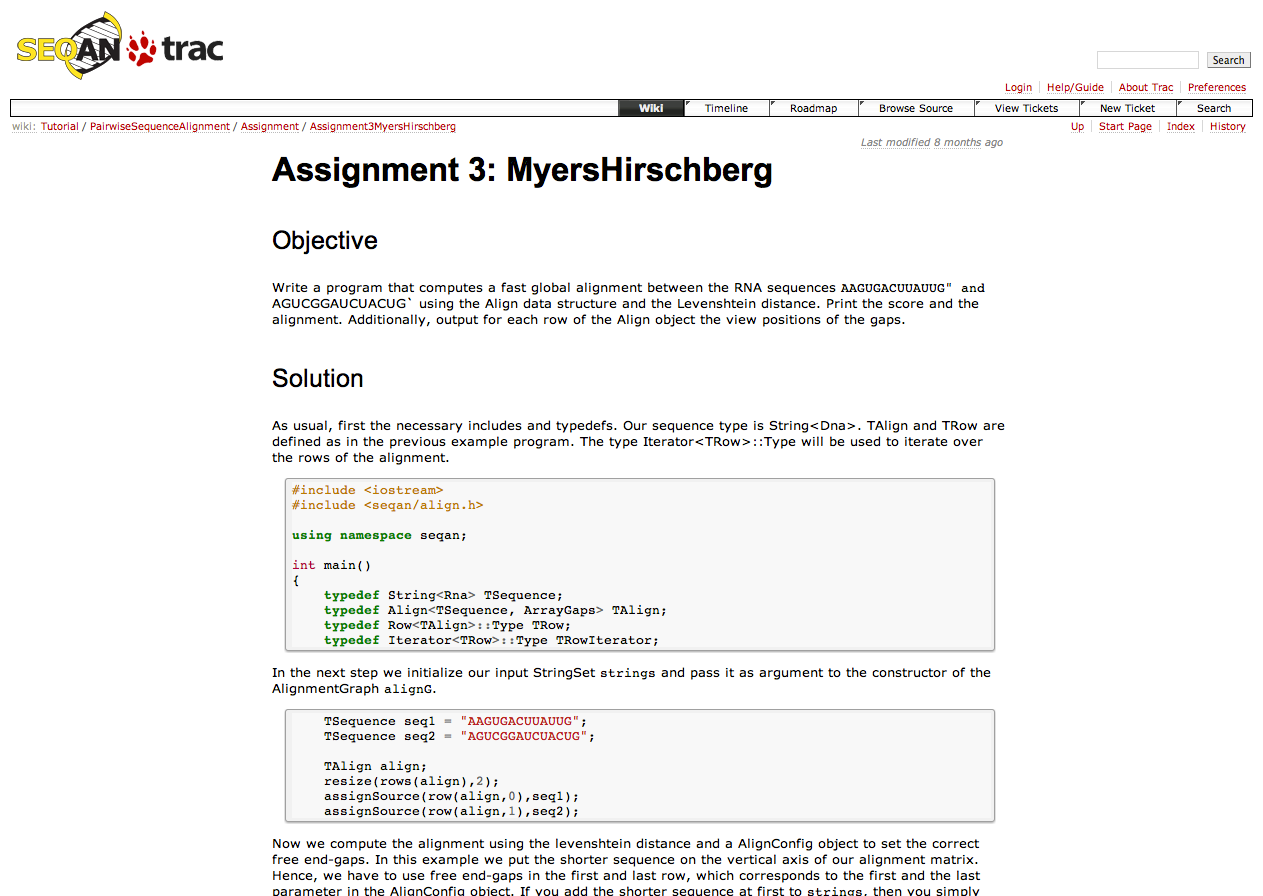 SEQAN trac
Search
Login Help/Guide About Trac Preferences
Wiki Timeline Roadmap Browse Source View Tickets New Ticket Search
wiki: Tutorial / PairwiseSequenceAlignment / Assignment / Assignment3MyersHirschberg
Up Start Page Index History
Last modified 8 months ago
Assignment 3: MyersHirschberg
Objective
Write a program that computes a fast global alignment between the RNA sequences AAGUGACUUAUUG" and
AGUCGGAUCUACUG` using the Align data structure and the Levenshtein distance. Print the score and the
alignment. Additionally, output for each row of the Align object the view positions of the gaps.
Solution
As usual, first the necessary includes and typedefs. Our sequence type is String<Dna>. TAlign and TRow are
defined as in the previous example program. The type Iterator<TRow>::Type will be used to iterate over
the rows of the alignment.
#include <iostream>
#include <seqan/align.h>
using namespace seqan;
int main()
{
typedef String<Rna> TSequence;
typedef Align<TSequence, ArrayGaps> TAlign;
typedef Row<TAlign>::Type TRow;
typedef Iterator<TRow>::Type TRowIterator;
In the next step we initialize our input StringSet strings and pass it as argument to the constructor of the
AlignmentGraph alignG.
TSequence seq1 = "AAGUGACUUAUUG";
TSequence seq2 = "AGUCGGAUCUACUG";
TAlign align;
resize(rows(align),2);
assignSource(row(align,0),seq1);
assignSource(row(align,1),seq2);
Now we compute the alignment using the levenshtein distance and a AlignConfig object to set the correct
free end-gaps. In this example we put the shorter sequence on the vertical axis of our alignment matrix.
Hence, we have to use free end-gaps in the first and last row, which corresponds to the first and the last
parameter in the AlignConfig object. If you add the shorter sequence at first to strings, then you simply